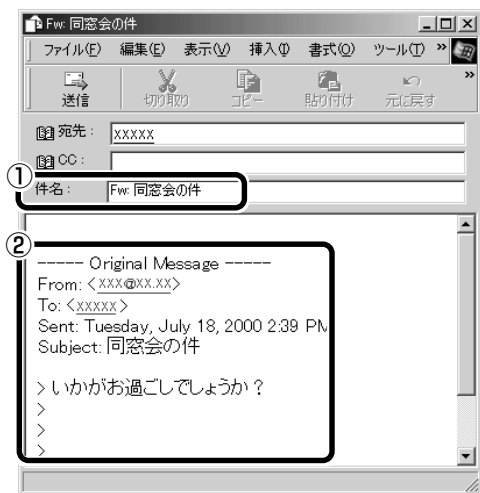 Fw: 同窓会の件
ファイル(F) 編集(E) 表示(V) 挿入(I) 書式(O) ツール(T) »
送信 切り取り コピー 貼り付け 元に戻す »
宛先: xxxxx
CC:
①
件名: Fw: 同窓会の件
②
----- Original Message -----
From: <xxx@xx.xx>
To: <xxxxx>
Sent: Tuesday, July 18, 2000 2:39 PM
Subject: 同窓会の件
> いかがお過ごしでしょうか？
>
>
>